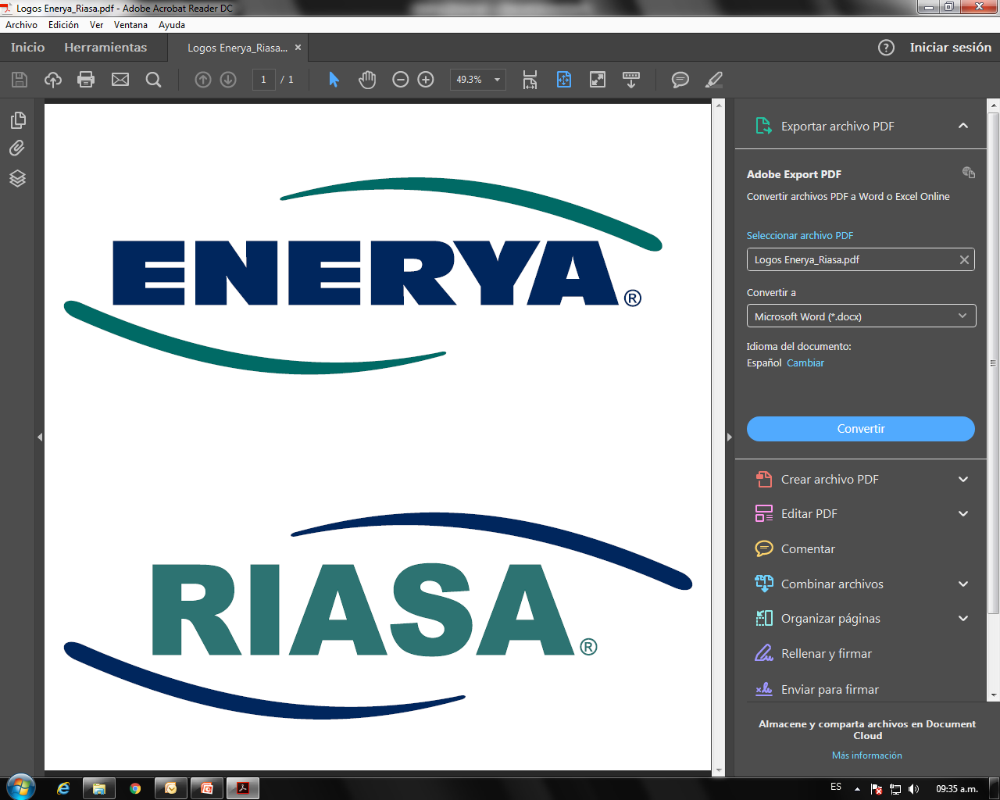 Logos Enerya_Riasa.pdf - Adobe Acrobat Reader DC
Archivo Edición Ver Ventana Ayuda
Inicio Herramientas Logos Enerya_Riasa... × ? Iniciar sesión
1 / 1 49.3%
Exportar archivo PDF
Adobe Export PDF
Convertir archivos PDF a Word o Excel Online
Seleccionar archivo PDF
Logos Enerya_Riasa.pdf
Convertir a
Microsoft Word (*.docx)
Idioma del documento:
Español Cambiar
Convertir
Crear archivo PDF
Editar PDF
Comentar
Combinar archivos
Organizar páginas
Rellenar y firmar
Enviar para firmar
Almacene y comparta archivos en Document
Cloud
Más información
ENERYA®
RIASA®
ES 09:35 a.m.